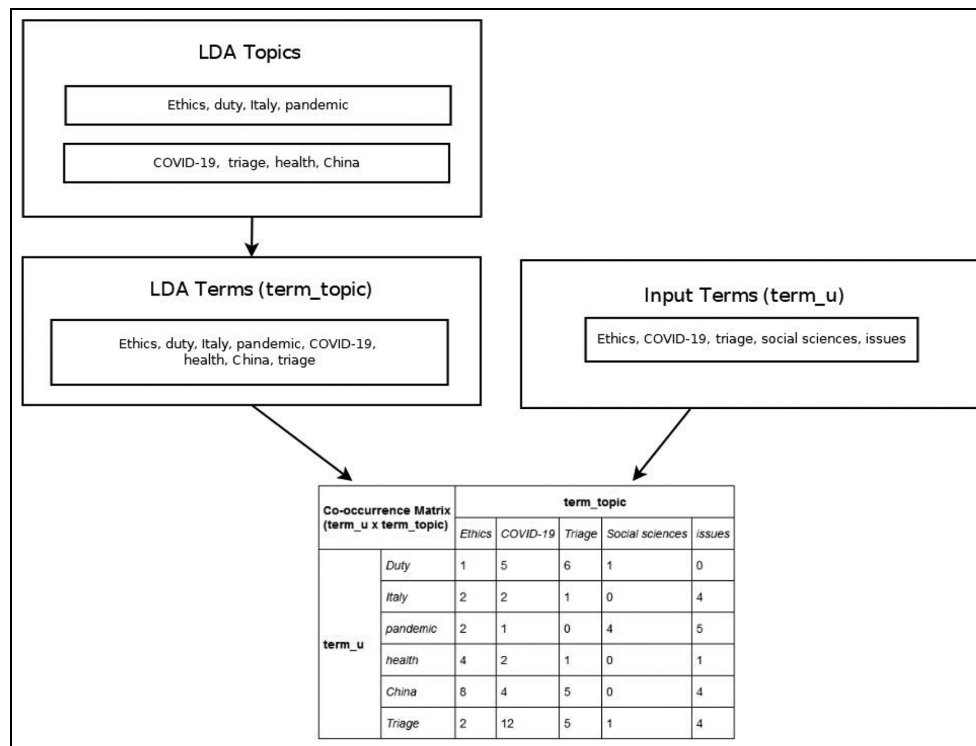 LDA Topics
Ethics, duty, Italy, pandemic
COVID-19, triage, health, China
LDA Terms (term_topic)
Ethics, duty, Italy, pandemic, COVID-19,
health, China, triage
Input Terms (term_u)
Ethics, COVID-19, triage, social sciences, issues
Co-occurrence Matrix
(term_u x term_topic)
term_topic
Ethics COVID-19 Triage Social sciences issues
term_u
Duty 1 5 6 1 0
Italy 2 2 1 0 4
pandemic 2 1 0 4 5
health 4 2 1 0 1
China 8 4 5 0 4
Triage 2 12 5 1 4